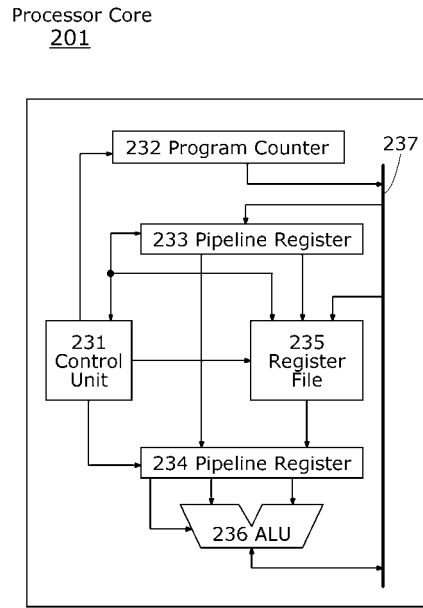 Processor Core
201
232 Program Counter
237
233 Pipeline Register
231
Control
Unit
235
Register
File
234 Pipeline Register
236 ALU